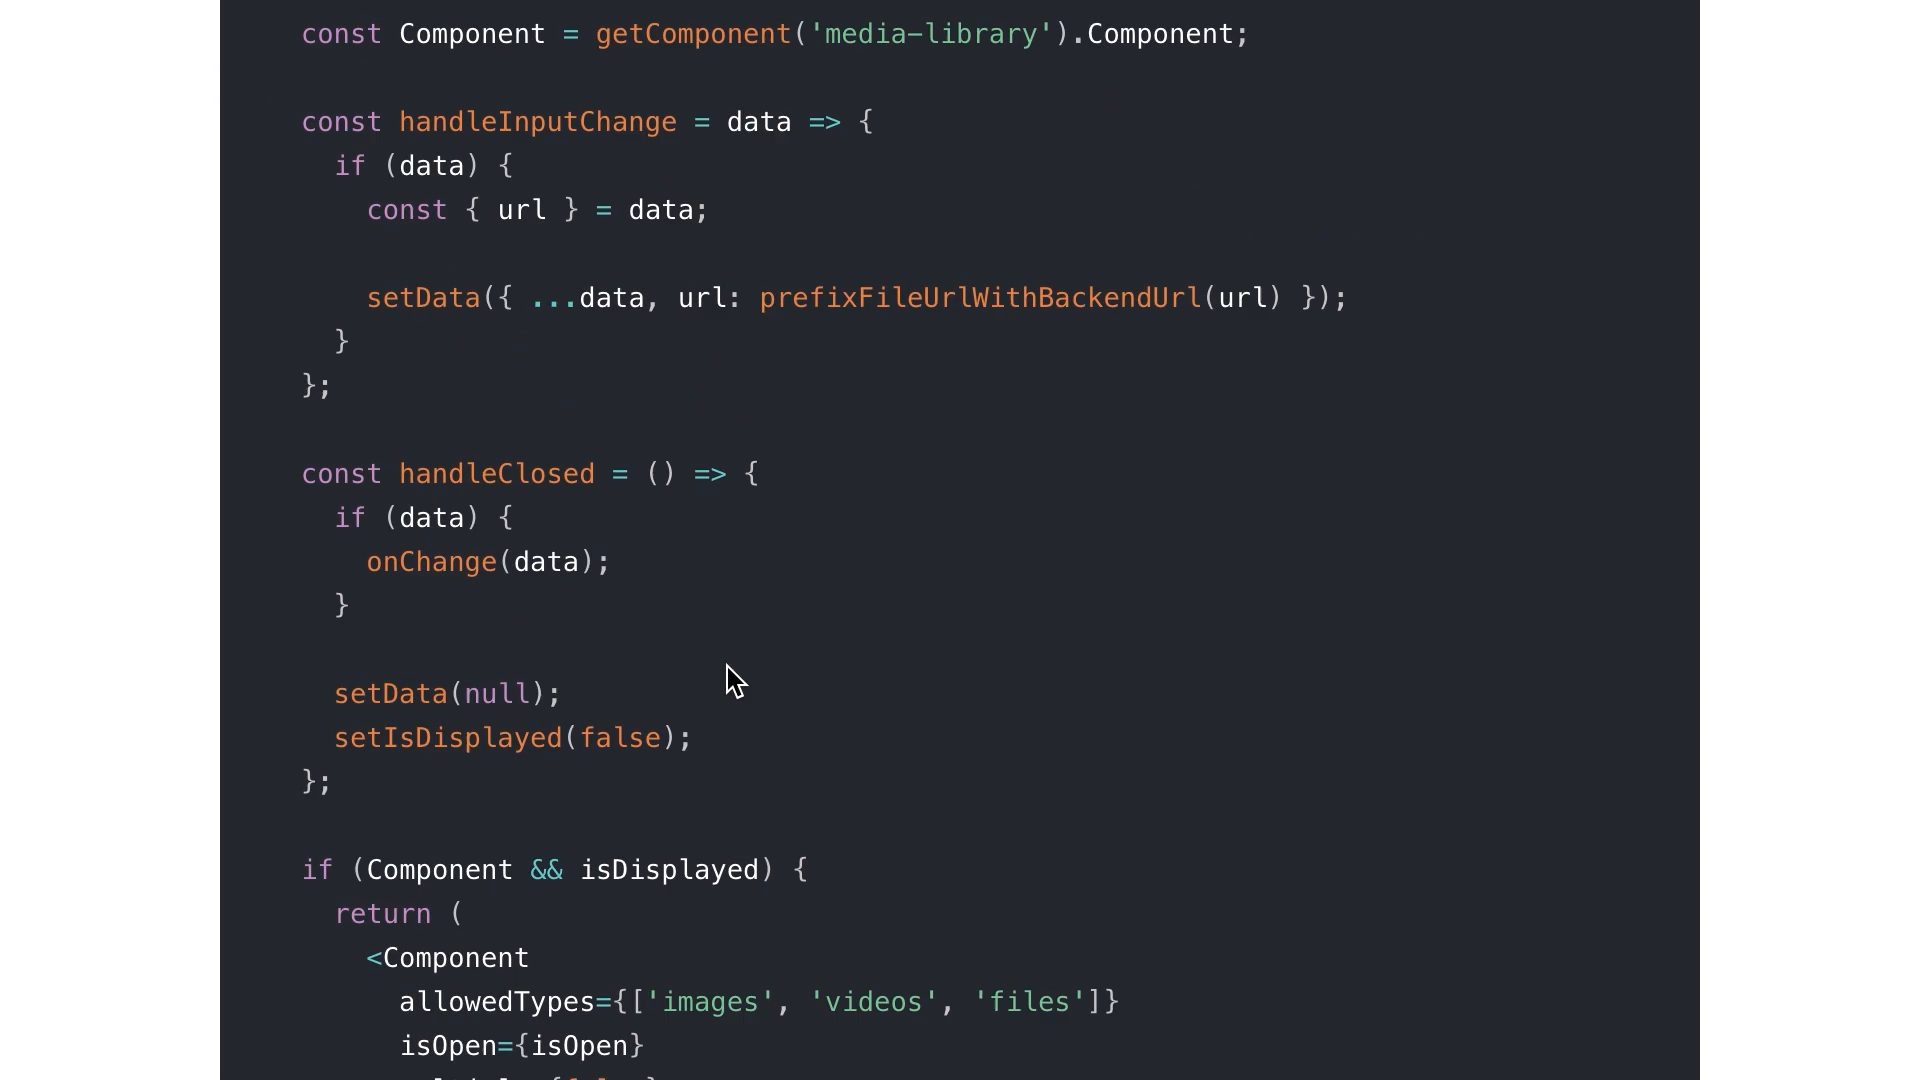 const Component = getComponent('media-library').Component;
const handleInputChange = data => {
if (data) {
const { url } = data;
setData({ ...data, url: prefixFileUrlWithBackendUrl(url) });
}
};
const handleClosed = () => {
if (data) {
onChange(data);
}
setData(null);
setIsDisplayed(false);
};
if (Component && isDisplayed) {
return (
<Component
allowedTypes={['images', 'videos', 'files']}
isOpen={isOpen}